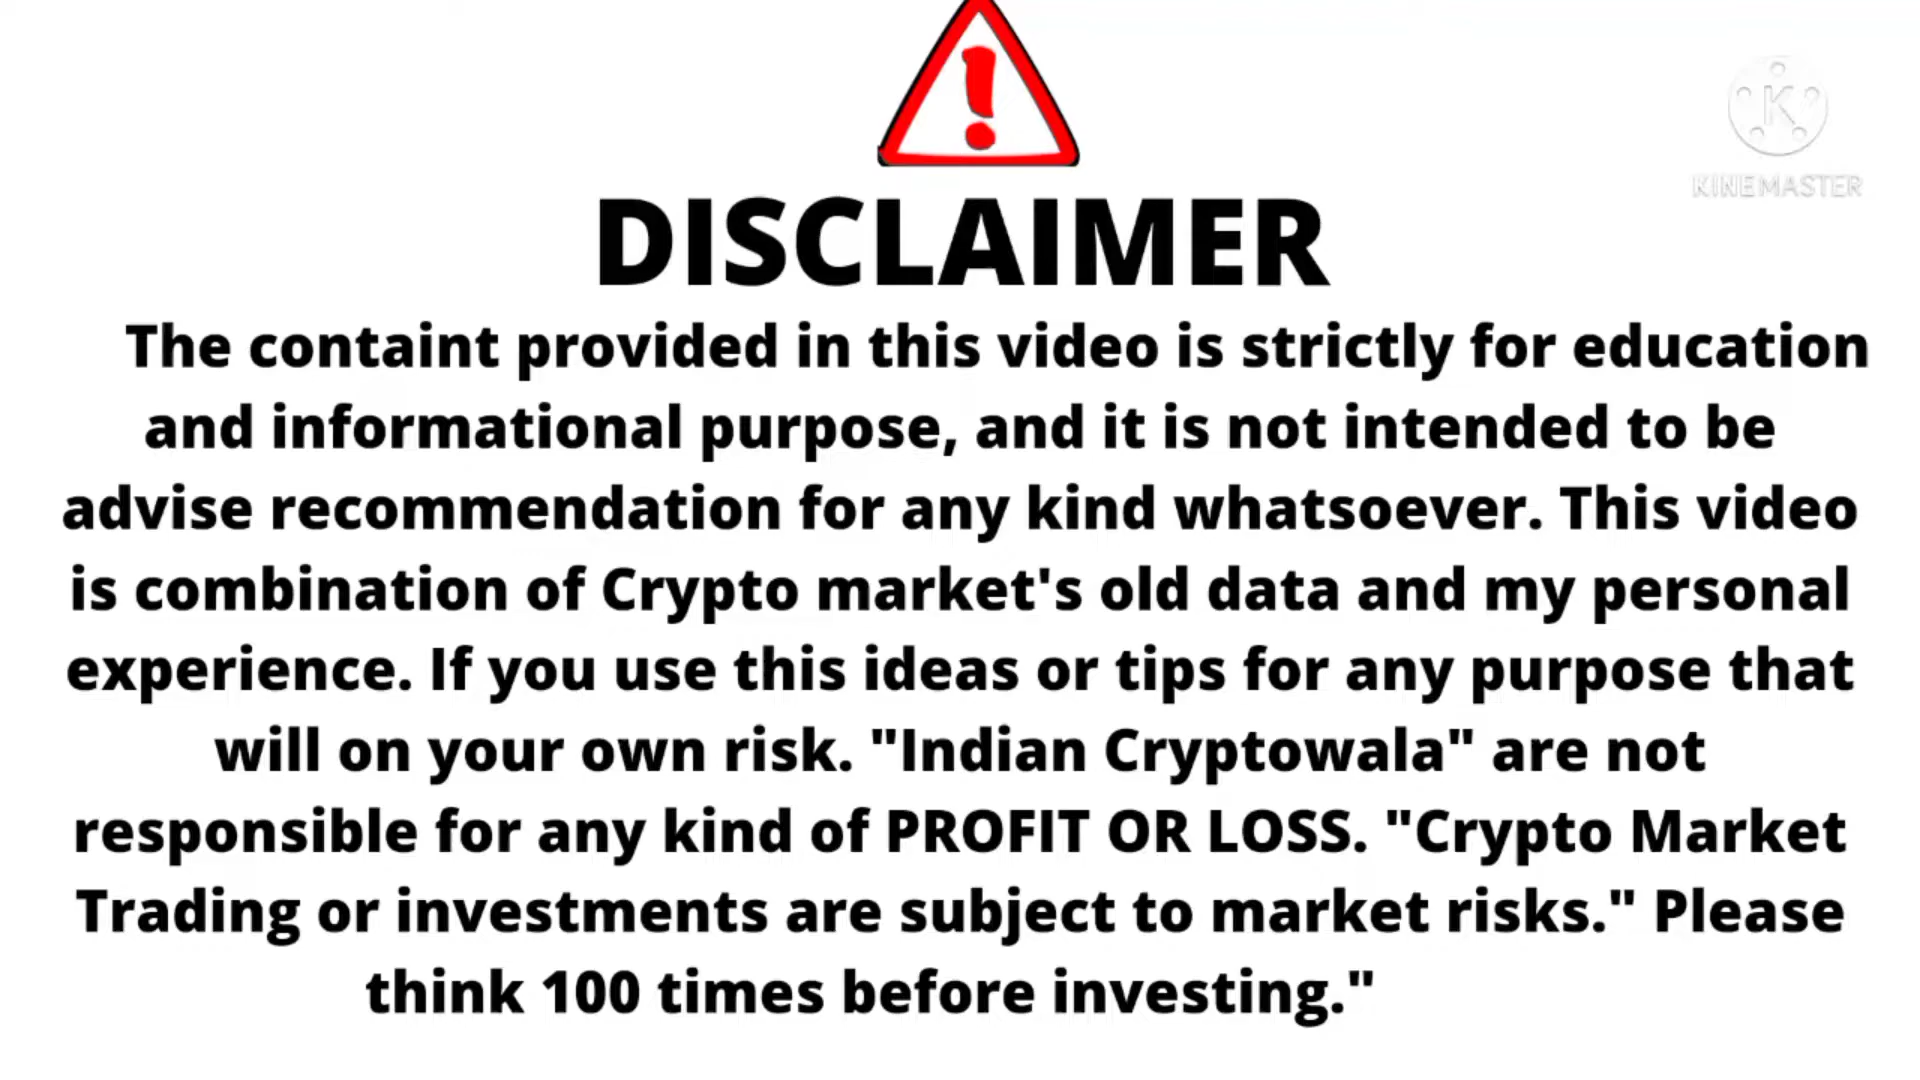 KINEMASTER
DISCLAIMER
The containt provided in this video is strictly for education
and informational purpose, and it is not intended to be
advise recommendation for any kind whatsoever. This video
is combination of Crypto market's old data and my personal
experience. If you use this ideas or tips for any purpose that
will on your own risk. "Indian Cryptowala" are not
responsible for any kind of PROFIT OR LOSS. "Crypto Market
Trading or investments are subject to market risks." Please
think 100 times before investing."